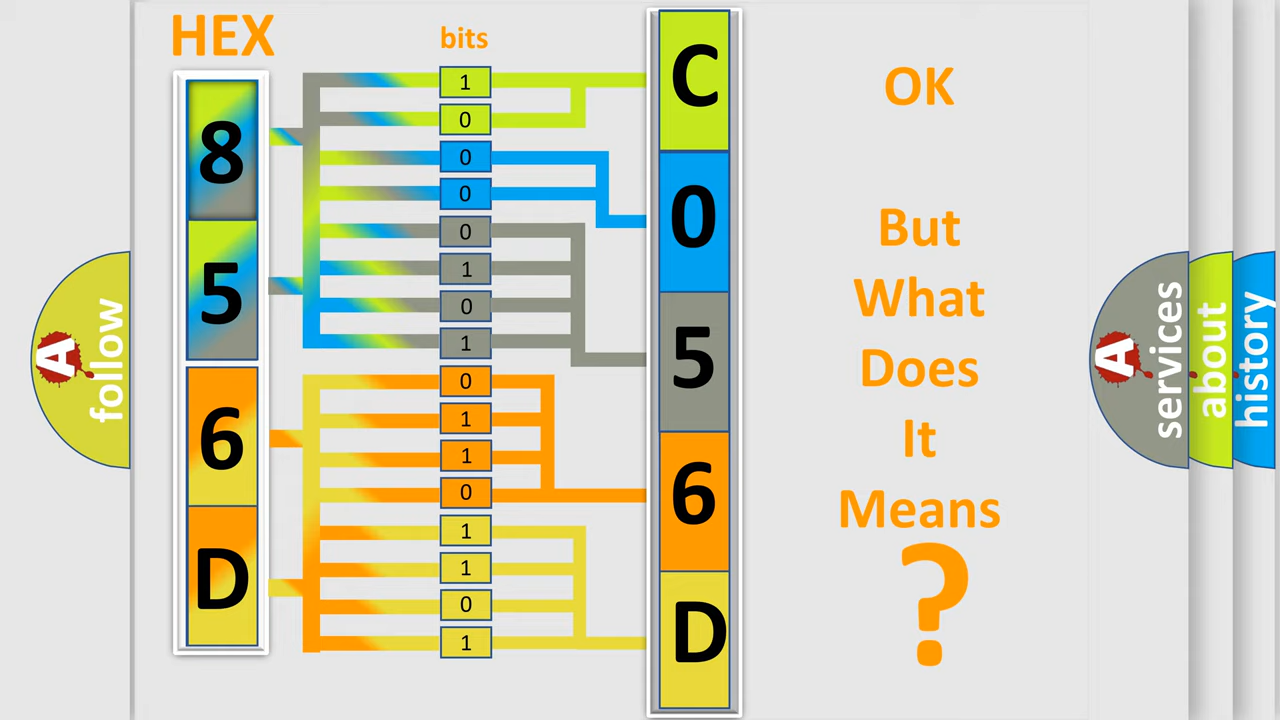 HEX
bits
8
5
6
D
1
0
0
0
0
1
0
1
0
1
1
0
1
1
0
1
C
0
5
6
D
OK
But
What
Does
It
Means
?
A
follow
A
services
about
history